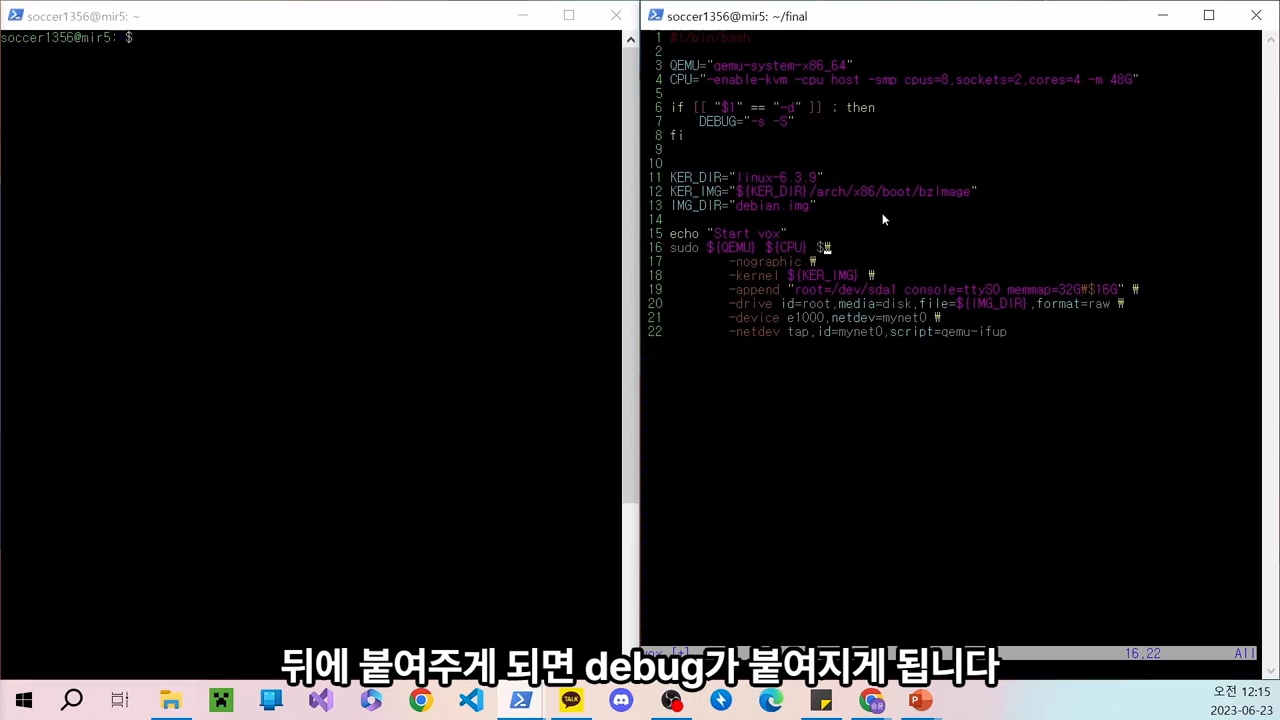 soccer1356@mir5: ~
soccer1356@mir5: $
soccer1356@mir5: ~/final
1 #!/bin/bash
2
3 QEMU="qemu-system-x86_64"
4 CPU="-enable-kvm -cpu host -smp cpus=8,sockets=2,cores=4 -m 48G"
5
6 if [[ "$1" == "-d" ]] ; then
7 DEBUG="-s -S"
8 fi
9
10
11 KER_DIR="linux-6.3.9"
12 KER_IMG="${KER_DIR}/arch/x86/boot/bzImage"
13 IMG_DIR="debian.img"
14
15 echo "Start vox"
16 sudo ${QEMU} ${CPU} $₩
17 -nographic ₩
18 -kernel ${KER_IMG} ₩
19 -append "root=/dev/sda1 console=ttyS0 memmap=32G₩$16G" ₩
20 -drive id=root,media=disk,file=${IMG_DIR},format=raw ₩
21 -device e1000,netdev=mynet0 ₩
22 -netdev tap,id=mynet0,script=qemu-ifup
vox [+] 16,22 All
뒤에 붙여주게 되면 debug가 붙여지게 됩니다
TALK
오전 12:15
2023-06-23